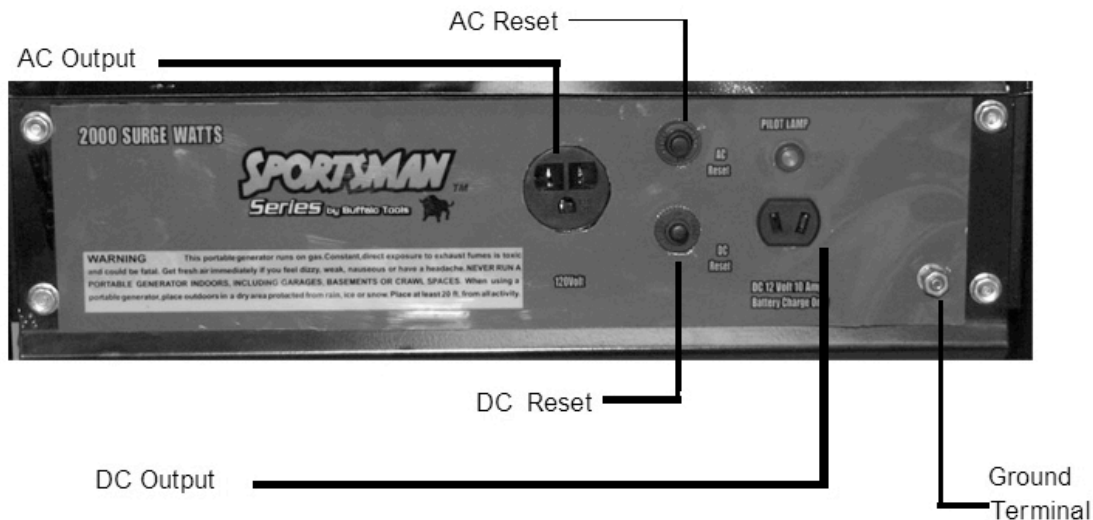 AC Reset
AC Output
2000 SURGE WATTS
SPORTSMAN TM
Series by Buffalo Tools
WARNING This portable generator runs on gas.Constant,direct exposure to exhaust fumes is toxic
and could be fatal. Get fresh air immediately if you feel dizzy, weak, nauseous or have a headache. NEVER RUN A
PORTABLE GENERATOR INDOORS, INCLUDING GARAGES, BASEMENTS OR CRAWL SPACES. When using a
portable generator, place outdoors in a dry area protected from rain, ice or snow. Place at least 20 ft. from all activity.
120Volt
AC
Reset
DC
Reset
PILOT LAMP
DC 12 Volt 10 Amp
Battery Charge
DC Reset
DC Output
Ground
Terminal